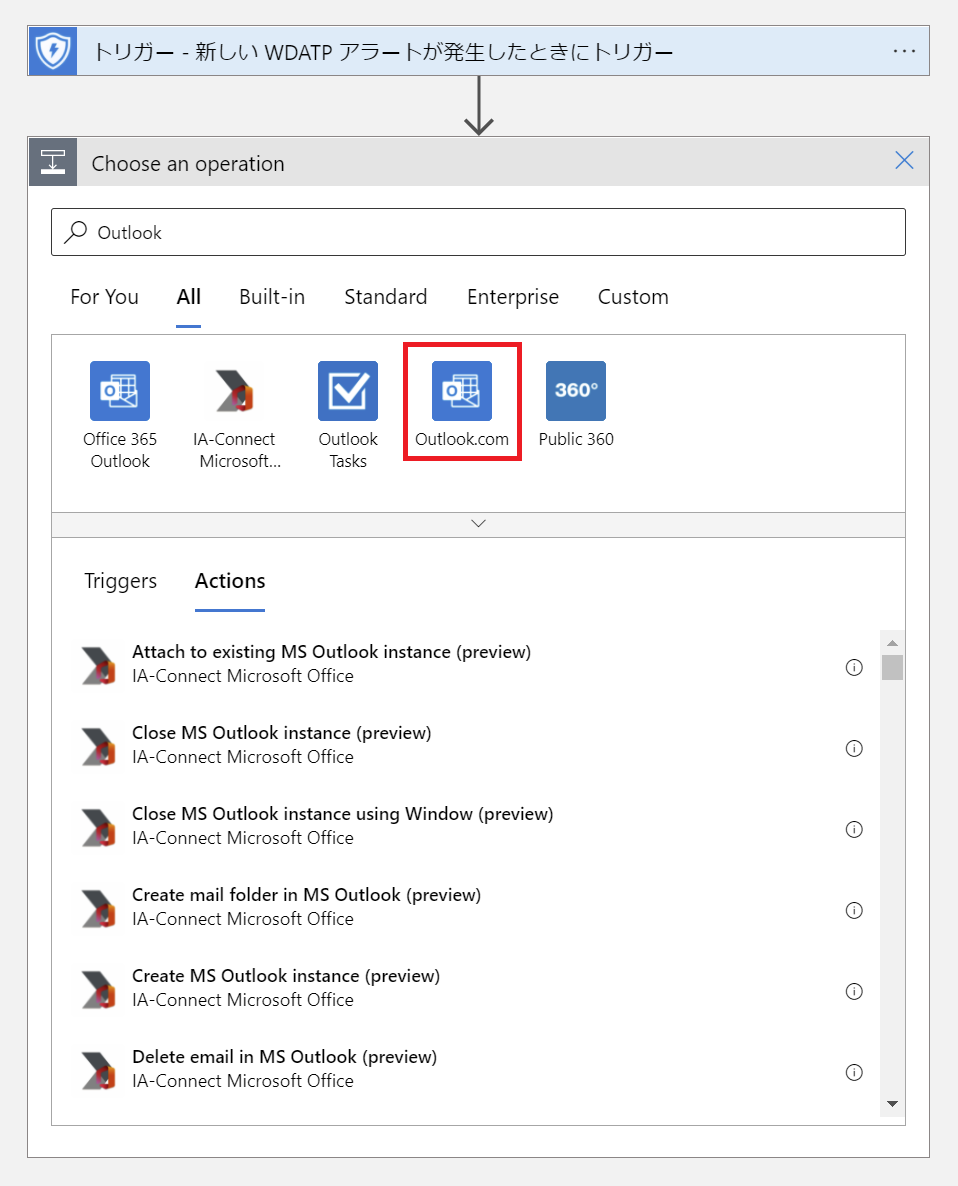 トリガー - 新しい WDATP アラートが発生したときにトリガー
Choose an operation
Outlook
For You All Built-in Standard Enterprise Custom
360°
Office 365
Outlook
IA-Connect
Microsoft...
Outlook
Tasks
Outlook.com
Public 360
Triggers Actions
Attach to existing MS Outlook instance (preview)
IA-Connect Microsoft Office
Close MS Outlook instance (preview)
IA-Connect Microsoft Office
Close MS Outlook instance using Window (preview)
IA-Connect Microsoft Office
Create mail folder in MS Outlook (preview)
IA-Connect Microsoft Office
Create MS Outlook instance (preview)
IA-Connect Microsoft Office
Delete email in MS Outlook (preview)
IA-Connect Microsoft Office